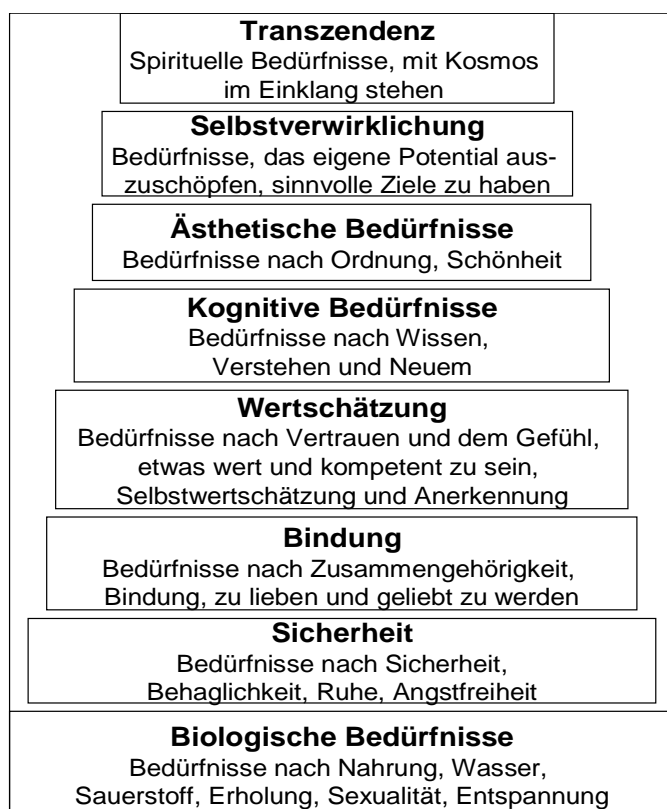 Transzendenz
Spirituelle Bedürfnisse, mit Kosmos
im Einklang stehen
Selbstverwirklichung
Bedürfnisse, das eigene Potential aus-
zuschöpfen, sinnvolle Ziele zu haben
Ästhetische Bedürfnisse
Bedürfnisse nach Ordnung, Schönheit
Kognitive Bedürfnisse
Bedürfnisse nach Wissen,
Verstehen und Neuem
Wertschätzung
Bedürfnisse nach Vertrauen und dem Gefühl,
etwas wert und kompetent zu sein,
Selbstwertschätzung und Anerkennung
Bindung
Bedürfnisse nach Zusammengehörigkeit,
Bindung, zu lieben und geliebt zu werden
Sicherheit
Bedürfnisse nach Sicherheit,
Behaglichkeit, Ruhe, Angstfreiheit
Biologische Bedürfnisse
Bedürfnisse nach Nahrung, Wasser,
Sauerstoff, Erholung, Sexualität, Entspannung